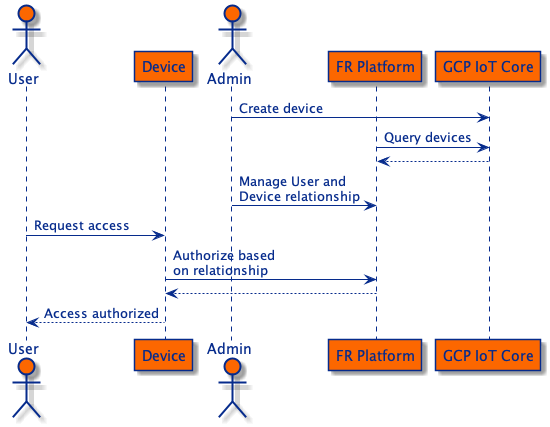 User
Device
Admin
FR Platform
GCP IoT Core
Create device
Query devices
Manage User and
Device relationship
Request access
Authorize based
on relationship
Access authorized
User
Device
Admin
FR Platform
GCP IoT Core